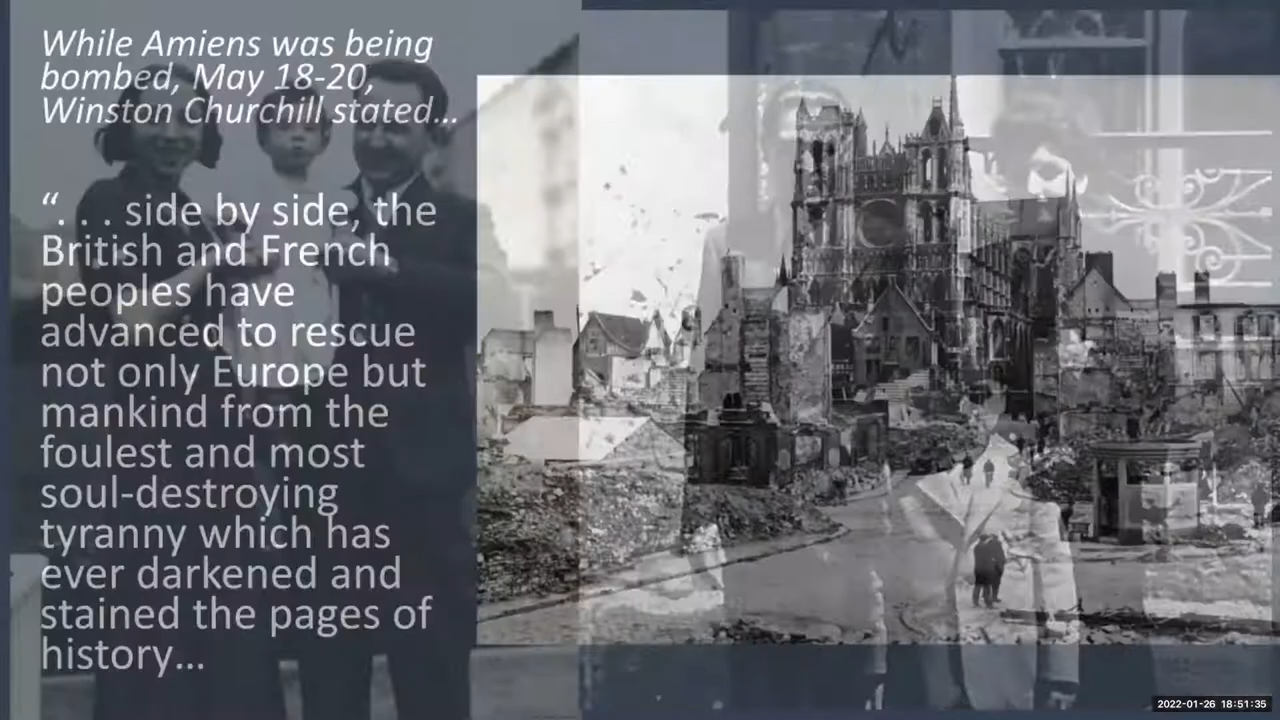 While Amiens was being
bombed, May 18-20,
Winston Churchill stated…
“. . . side by side, the
British and French
peoples have
advanced to rescue
not only Europe but
mankind from the
foulest and most
soul-destroying
tyranny which has
ever darkened and
stained the pages of
history…
2022-01-26 18:51:35